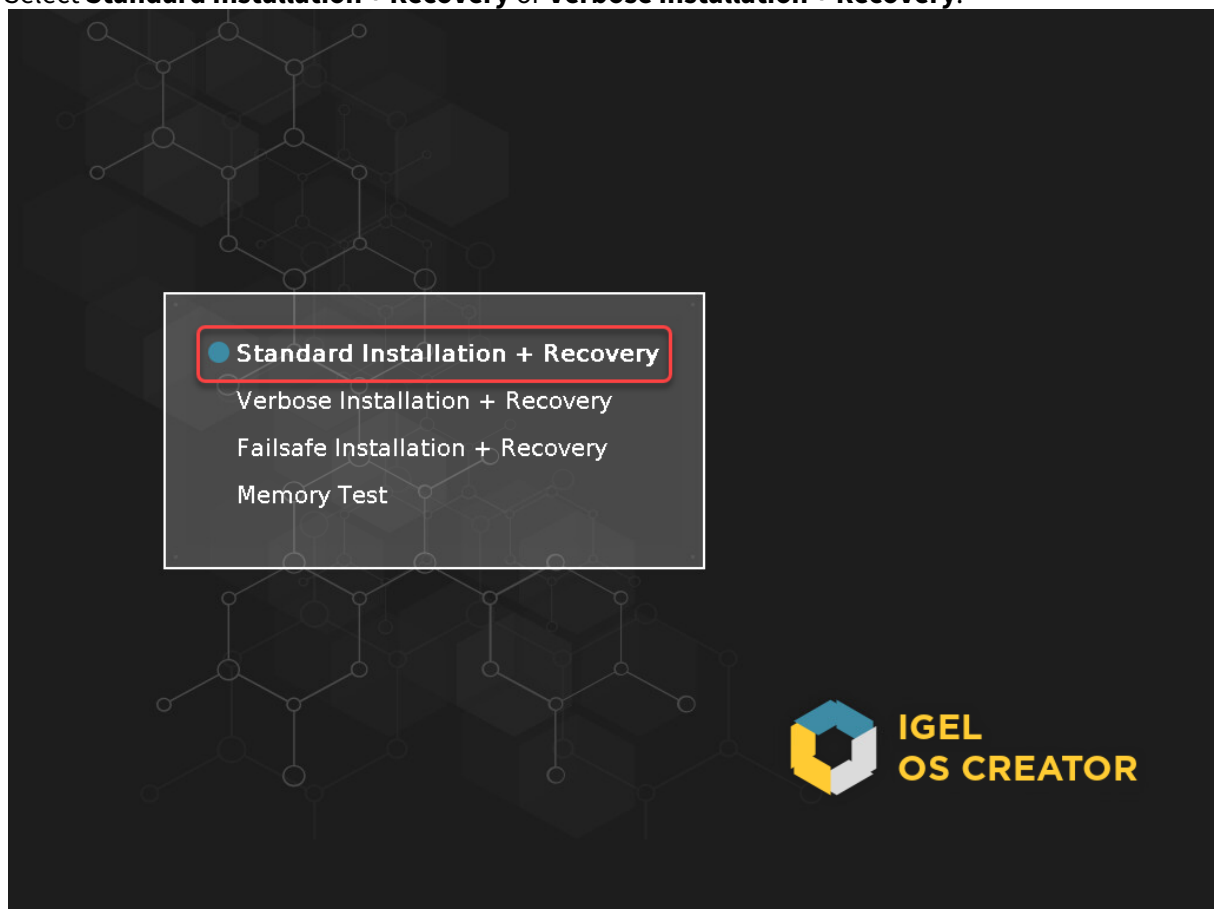 Select Standard Installation + Recovery or Verbose Installation + Recovery.
Standard Installation + Recovery
Verbose Installation + Recovery
Failsafe Installation + Recovery
Memory Test
IGEL
OS CREATOR